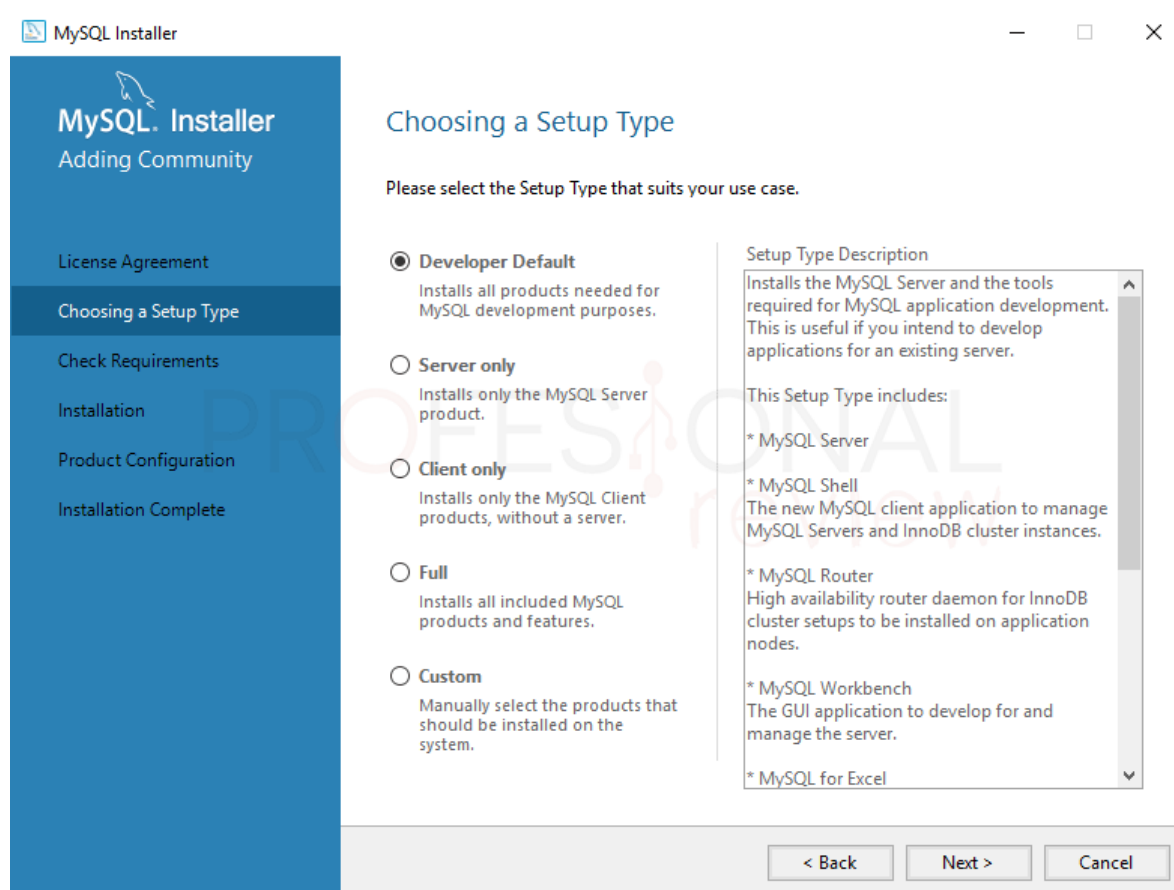 MySQL Installer
MySQL. Installer
Adding Community
License Agreement
Choosing a Setup Type
Check Requirements
Installation
Product Configuration
Installation Complete
Choosing a Setup Type
Please select the Setup Type that suits your use case.
Developer Default
Installs all products needed for
MySQL development purposes.
Server only
Installs only the MySQL Server
product.
Client only
Installs only the MySQL Client
products, without a server.
Full
Installs all included MySQL
products and features.
Custom
Manually select the products that
should be installed on the
system.
Setup Type Description
Installs the MySQL Server and the tools
required for MySQL application development.
This is useful if you intend to develop
applications for an existing server.
This Setup Type includes:
* MySQL Server
* MySQL Shell
The new MySQL client application to manage
MySQL Servers and InnoDB cluster instances.
* MySQL Router
High availability router daemon for InnoDB
cluster setups to be installed on application
nodes.
* MySQL Workbench
The GUI application to develop for and
manage the server.
* MySQL for Excel
PROFESIONAL
review
< Back
Next >
Cancel